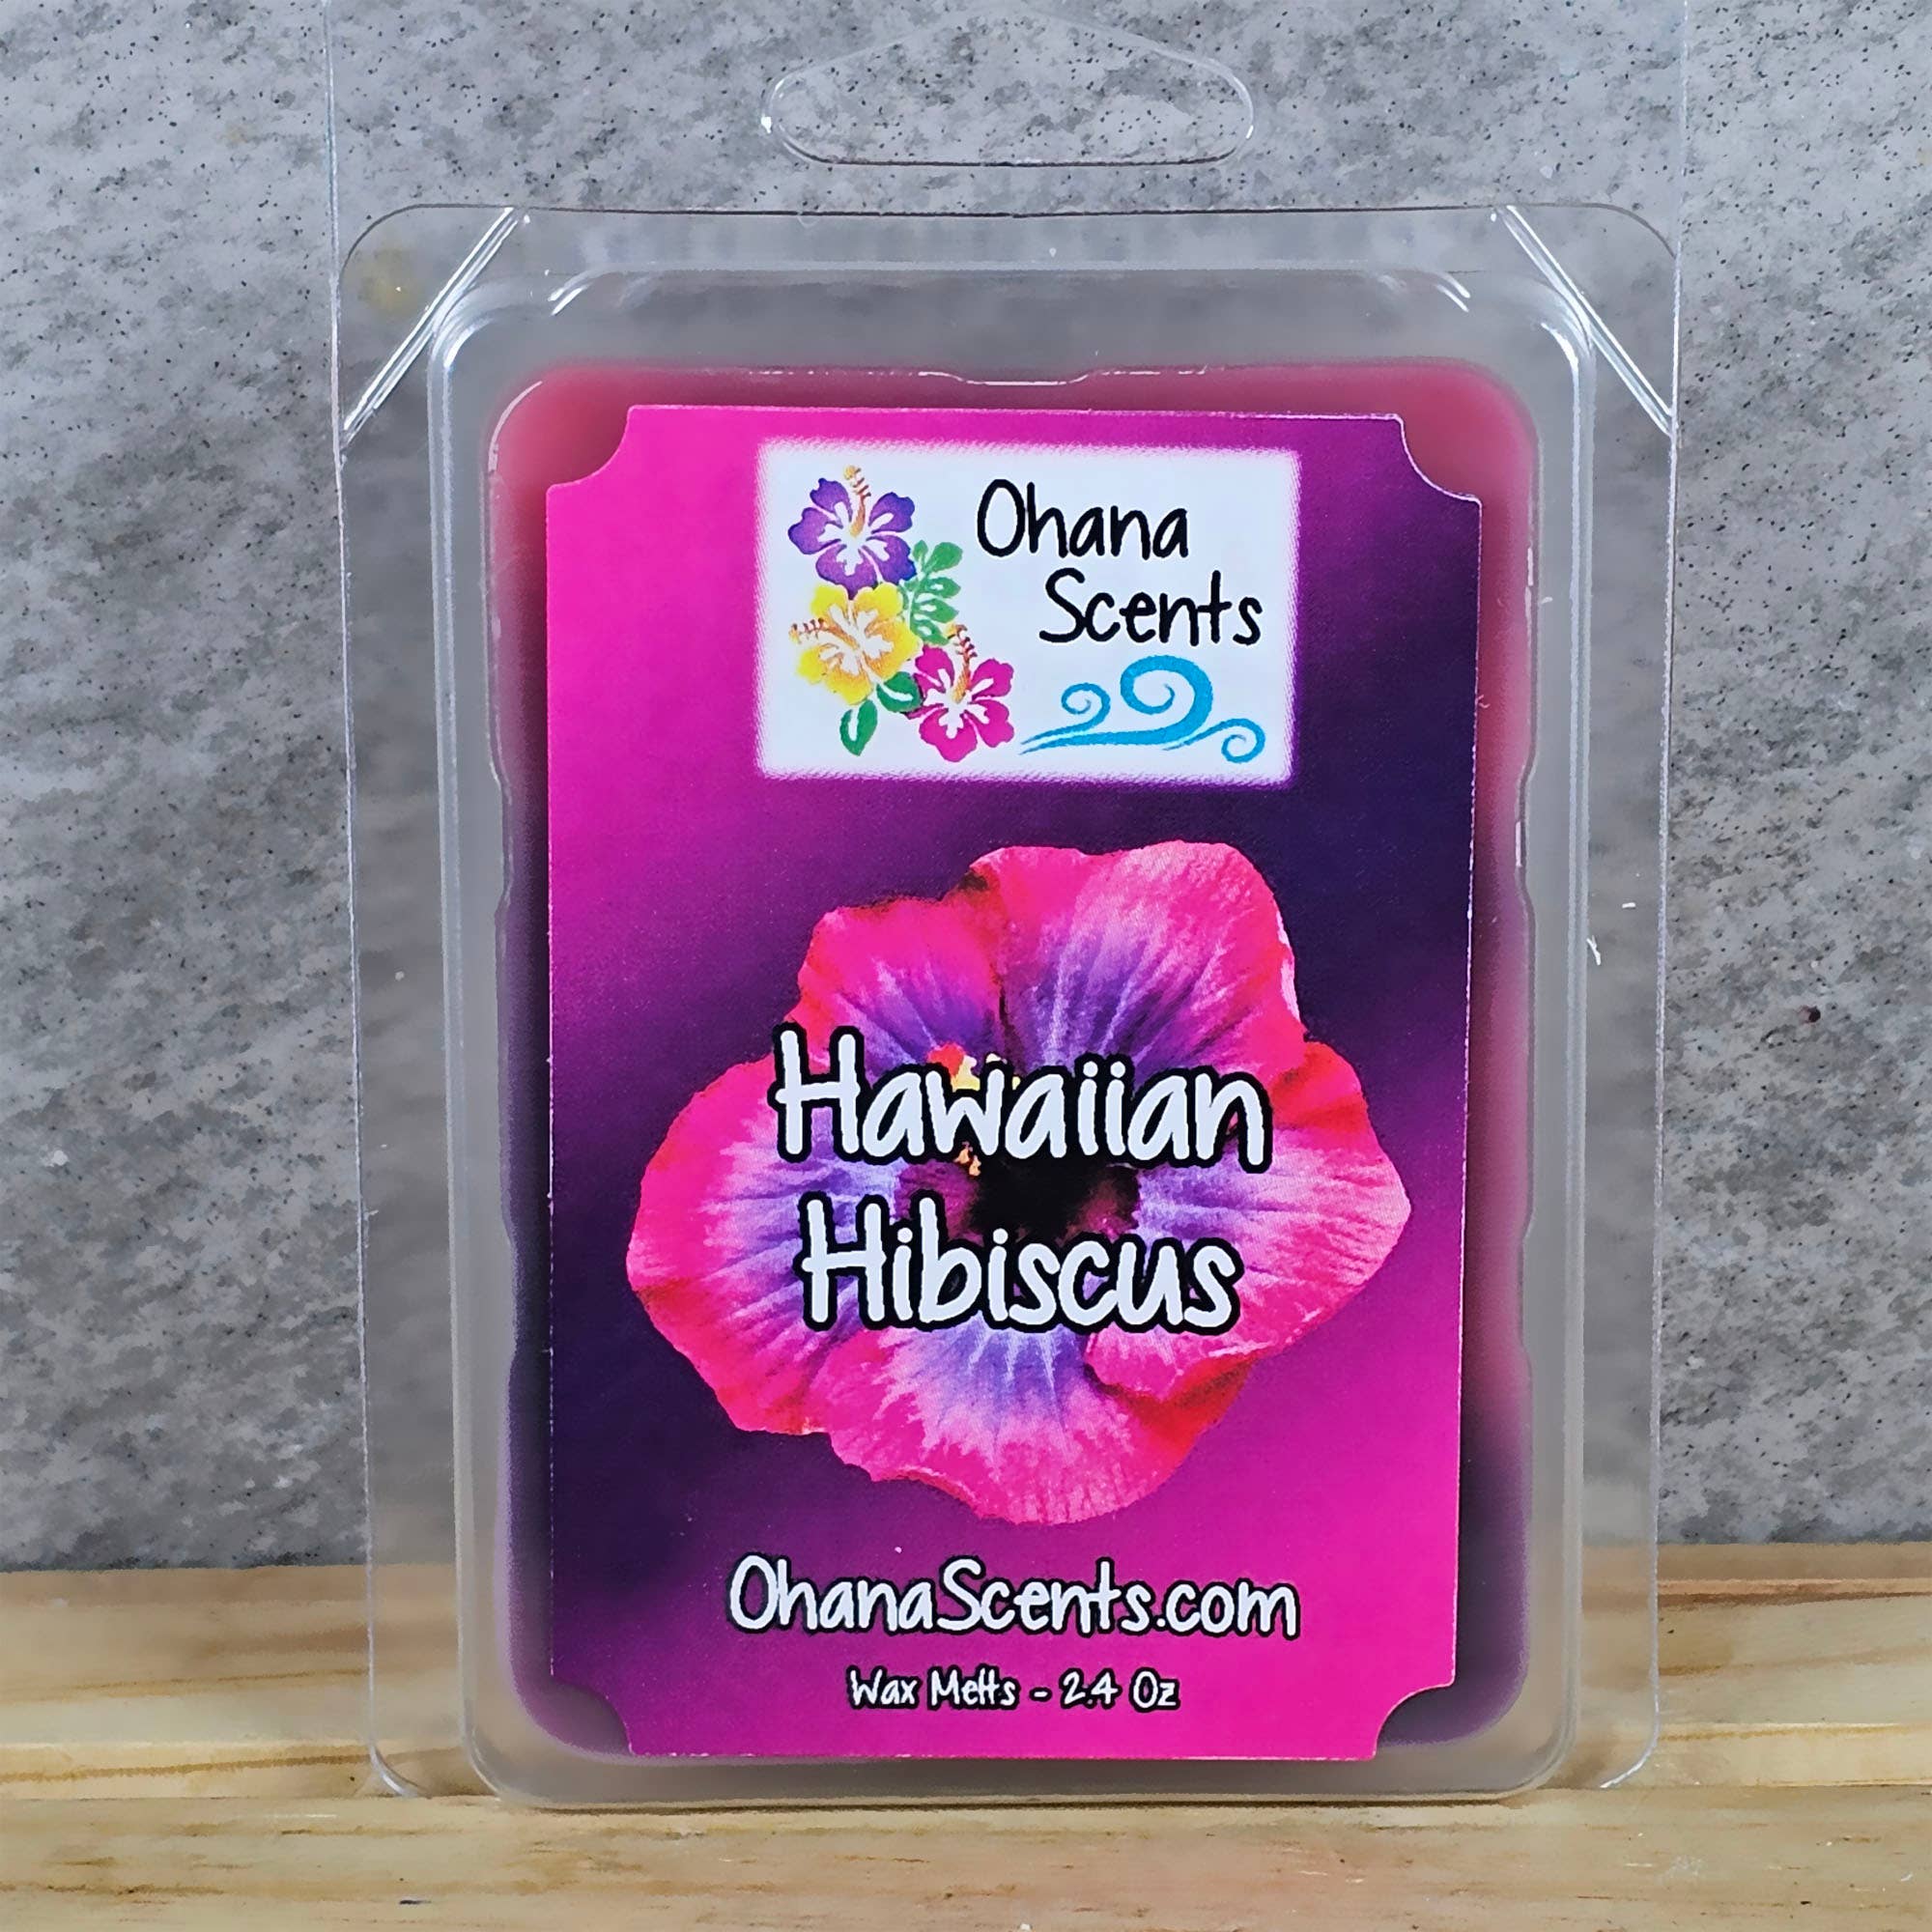 Ohana
Scents
Hawaiian
Hibiscus
OhanaScents.com
Wax Melts - 2.4 Oz